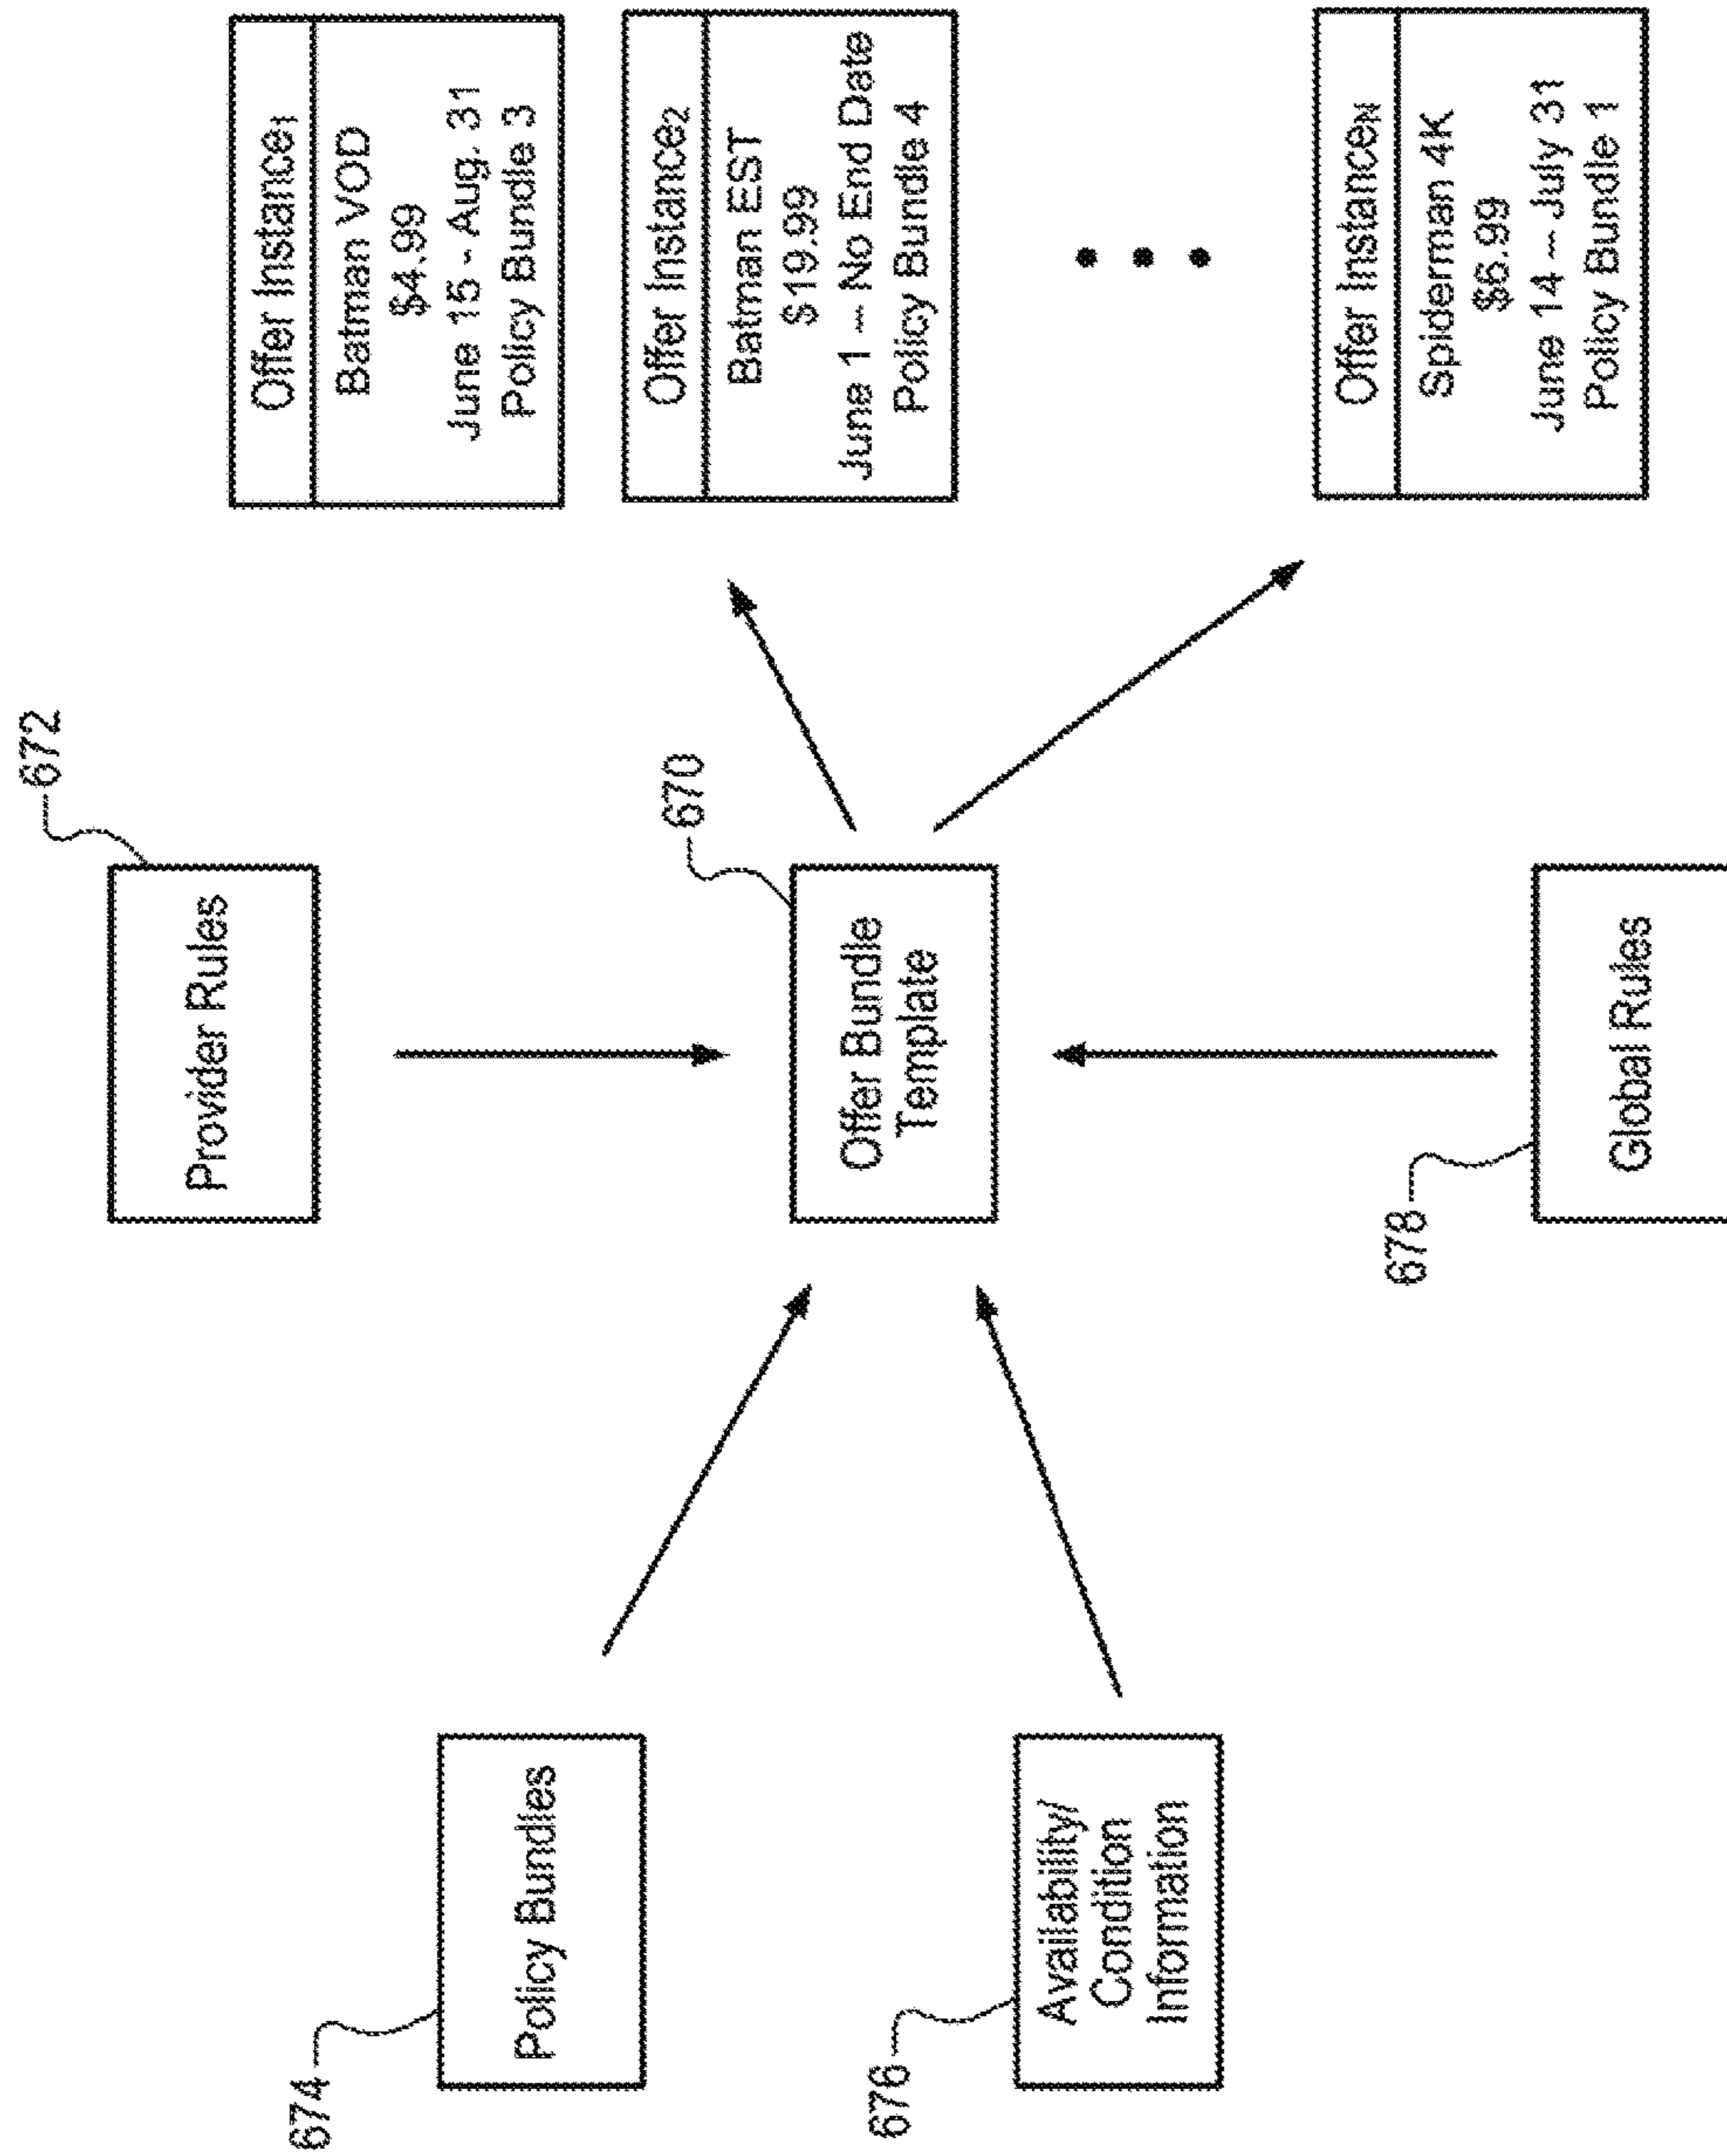 672
Provider Rules
674
Policy Bundles
676
Availability/
Condition
Information
670
Offer Bundle
Template
678
Global Rules
Offer Instance₁
Batman VOD
$4.99
June 15 - Aug. 31
Policy Bundle 3
Offer Instance₂
Batman EST
$19.99
June 1 – No End Date
Policy Bundle 4
Offer Instance_N
Spiderman 4K
$6.99
June 14 – July 31
Policy Bundle 1